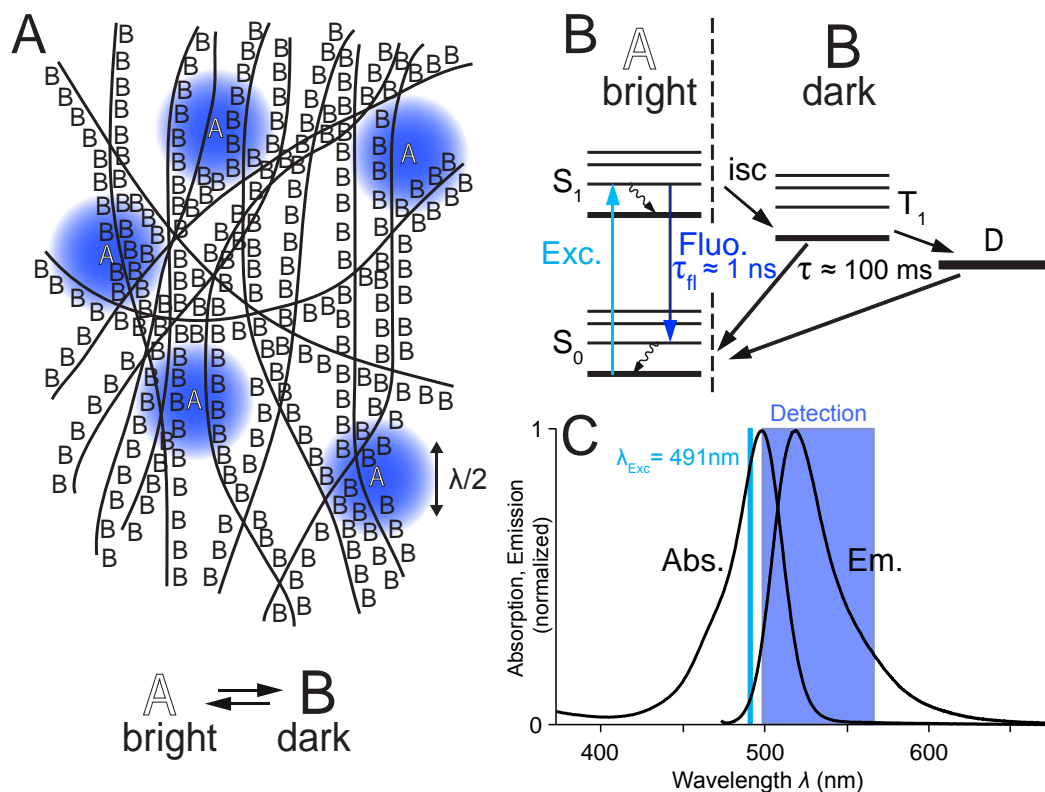 A
B B B B B B B B B B B B B B B B B B B B
A
A
A
A
A
λ/2
A ⇌ B
bright dark
B
A B
bright dark
isc
S1
T1
D
Exc.
Fluo.
τfl ≈ 1 ns
τ ≈ 100 ms
S0
C
Detection
λExc = 491nm
1
Abs.
Em.
0
Absorption, Emission
(normalized)
400 500 600
Wavelength λ (nm)